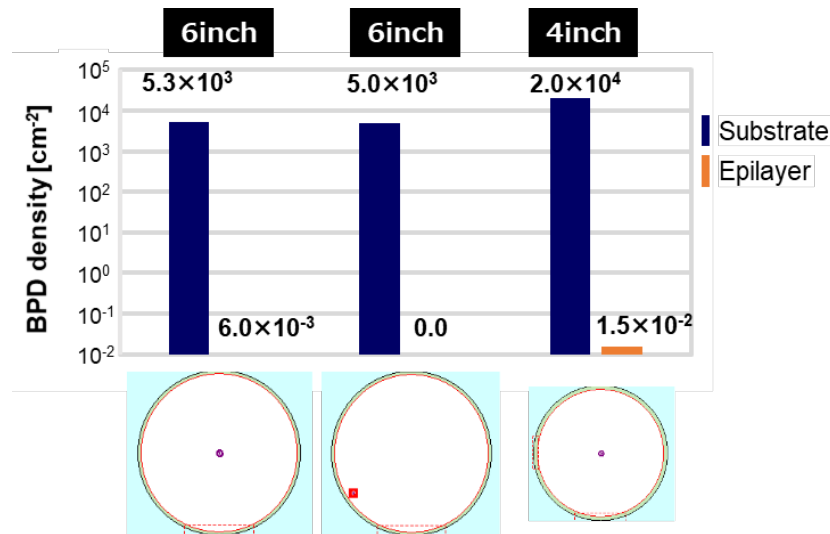 6inch 6inch 4inch
BPD density [cm⁻²]
10⁵
10⁴
10³
10²
10¹
10⁰
10⁻¹
10⁻²
5.3×10³ 5.0×10³ 2.0×10⁴
6.0×10⁻³ 0.0 1.5×10⁻²
Substrate
Epilayer